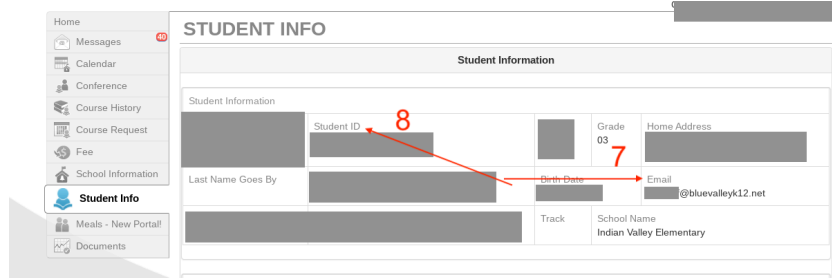 Home
STUDENT INFO
Messages
40
Calendar
Student Information
Conference
Student Information
Course History
Student ID
8
Grade
Home Address
Course Request
03
7
Fee
School Information
Last Name Goes By
Birth Date
Email
@bluevalleyk12.net
Student Info
Meals - New Portal!
Track
School Name
Indian Valley Elementary
Documents